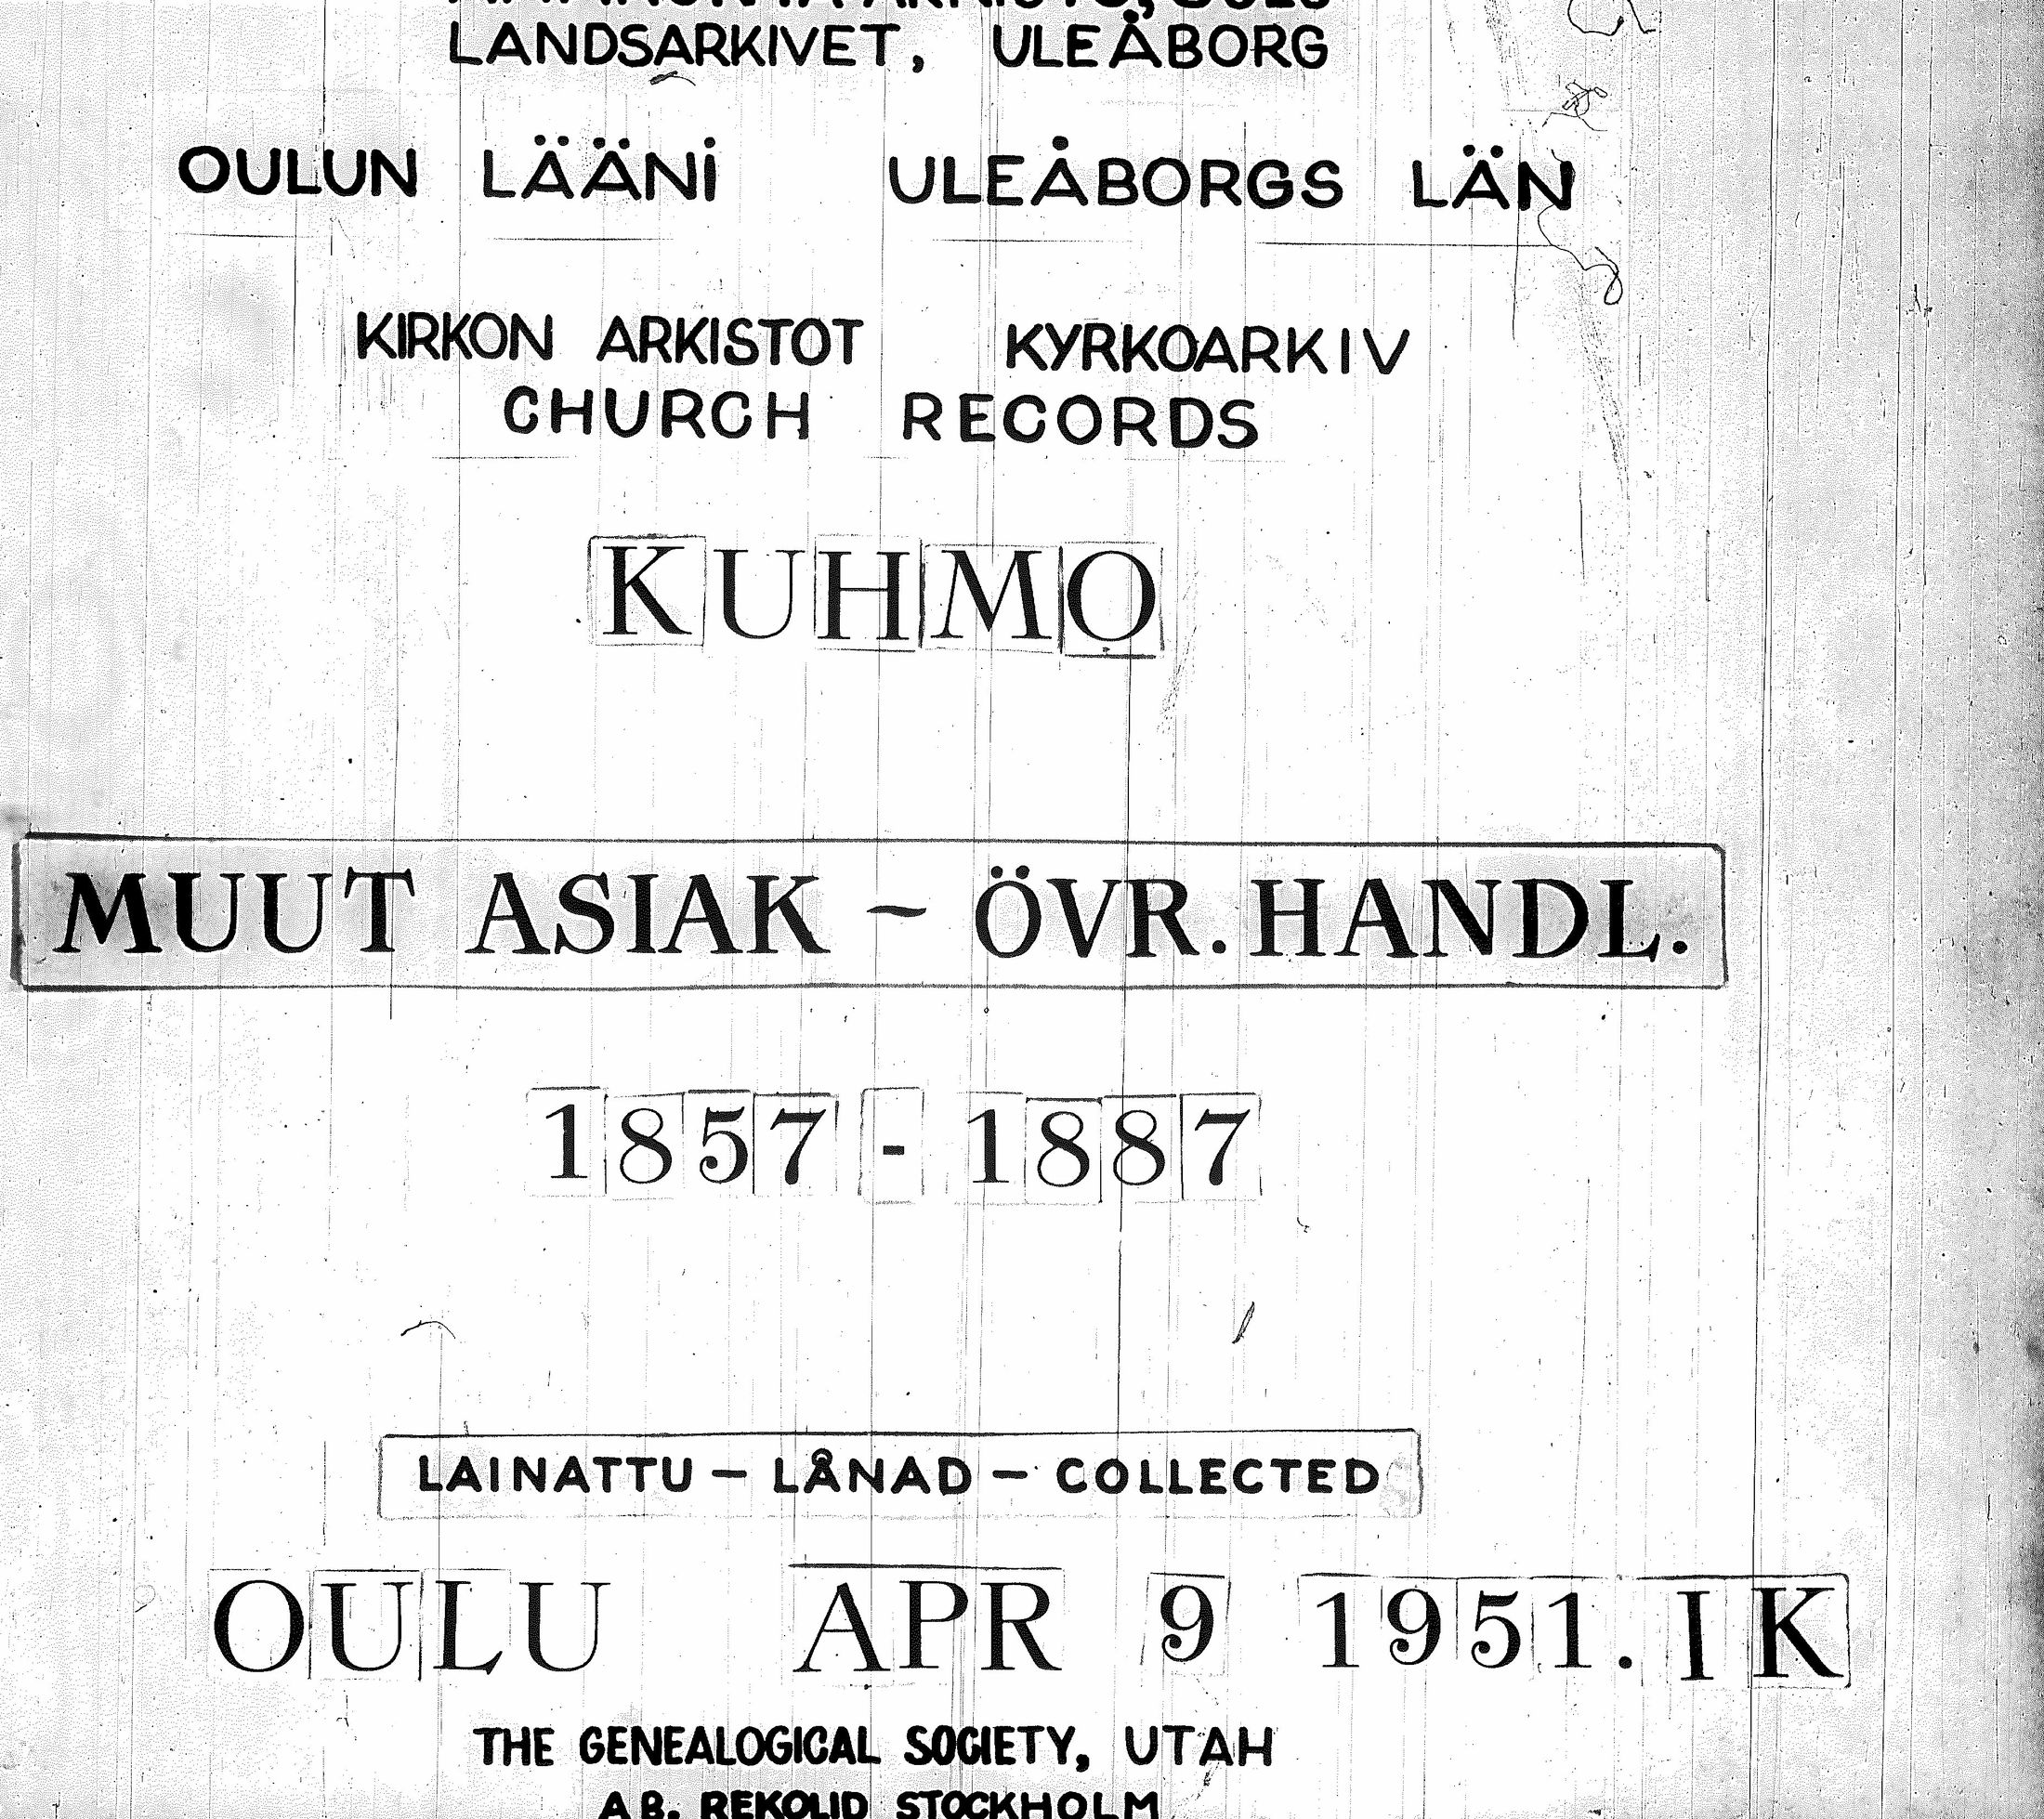 LANDSARKIVET, ULEÅBORG
OULUN LÄÄNI ULEÅBORGS LÄN
KIRKON ARKISTOT KYRKOARKIV
CHURCH RECORDS
KUHMO
MUUT ASIAK ~ ÖVR. HANDL.
1857 - 1887
LAINATTU - LÅNAD - COLLECTED
OULU APR 9 1951. IK
THE GENEALOGICAL SOCIETY, UTAH
AB. REKOLID STOCKHOLM